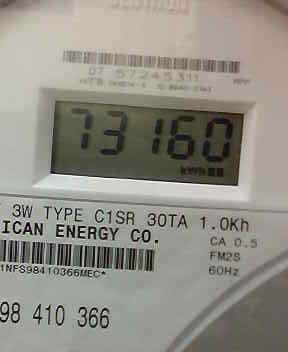 07 57245311
73160
kWh
3W TYPE C1SR 30TA 1.0Kh
ICAN ENERGY CO.
CA 0.5
FM2S
60Hz
1NFS98410366MEC*
98 410 366